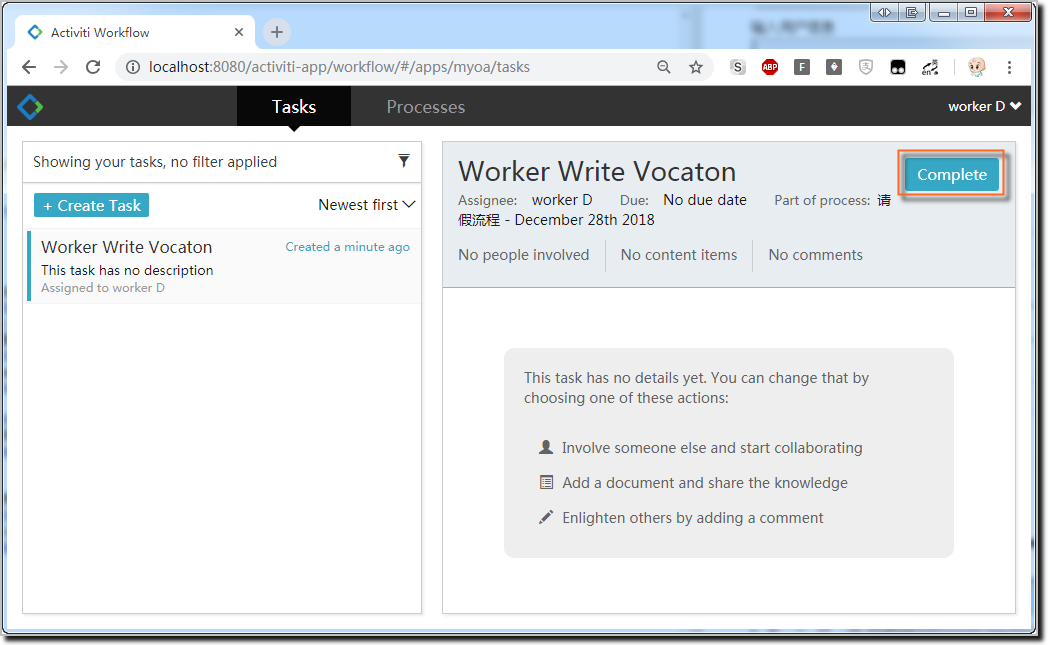 Activiti Workflow
localhost:8080/activiti-app/workflow/#/apps/myoa/tasks
S ABP F en
Tasks Processes worker D
Showing your tasks, no filter applied
+ Create Task Newest first
Worker Write Vocaton Created a minute ago
This task has no description
Assigned to worker D
Worker Write Vocaton Complete
Assignee: worker D Due: No due date Part of process: 请
假流程 - December 28th 2018
No people involved No content items No comments
This task has no details yet. You can change that by
choosing one of these actions:
Involve someone else and start collaborating
Add a document and share the knowledge
Enlighten others by adding a comment